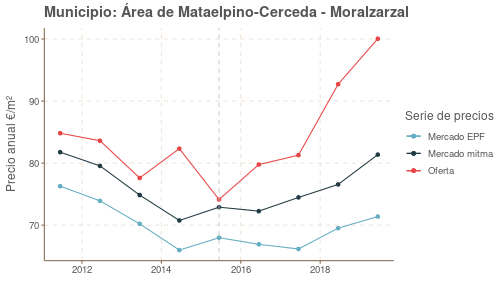 Municipio: Área de Mataelpino-Cerceda - Moralzarzal
Precio anual €/m²
100
90
80
70
2012
2014
2016
2018
Serie de precios
Mercado EPF
Mercado mitma
Oferta